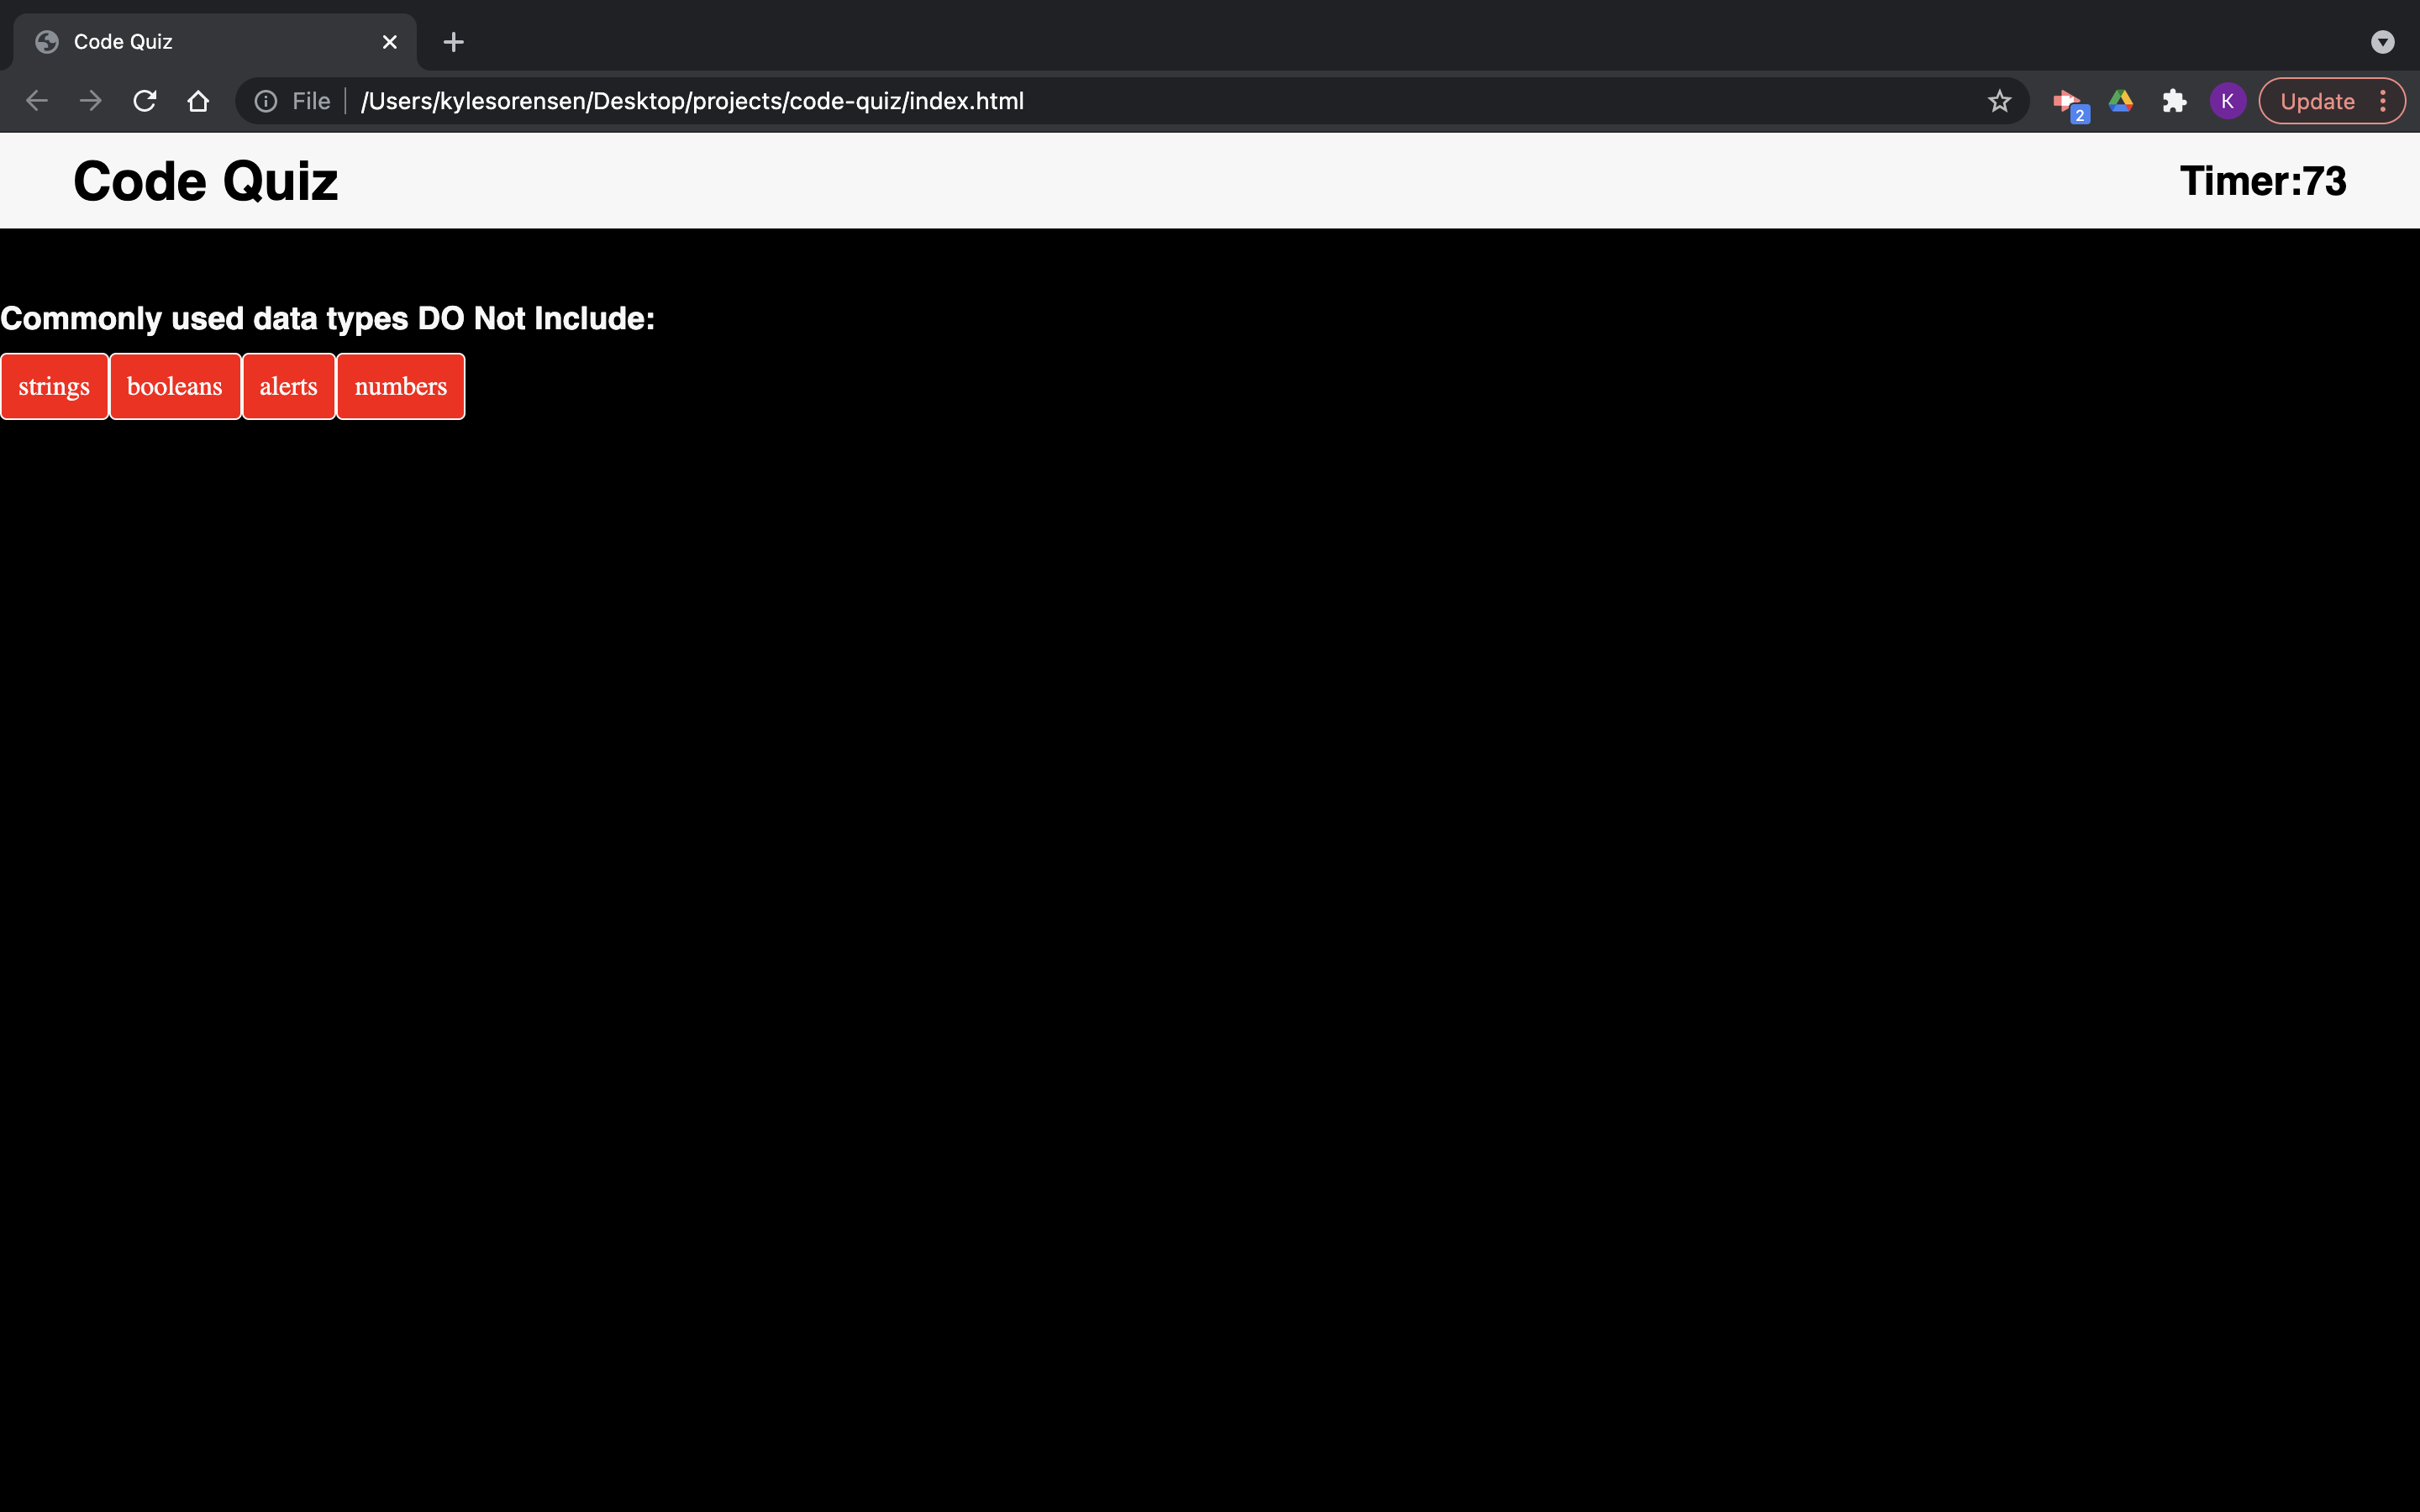 Code Quiz
File /Users/kylesorensen/Desktop/projects/code-quiz/index.html 2 K Update
Code Quiz Timer:73
Commonly used data types DO Not Include:
strings booleans alerts numbers